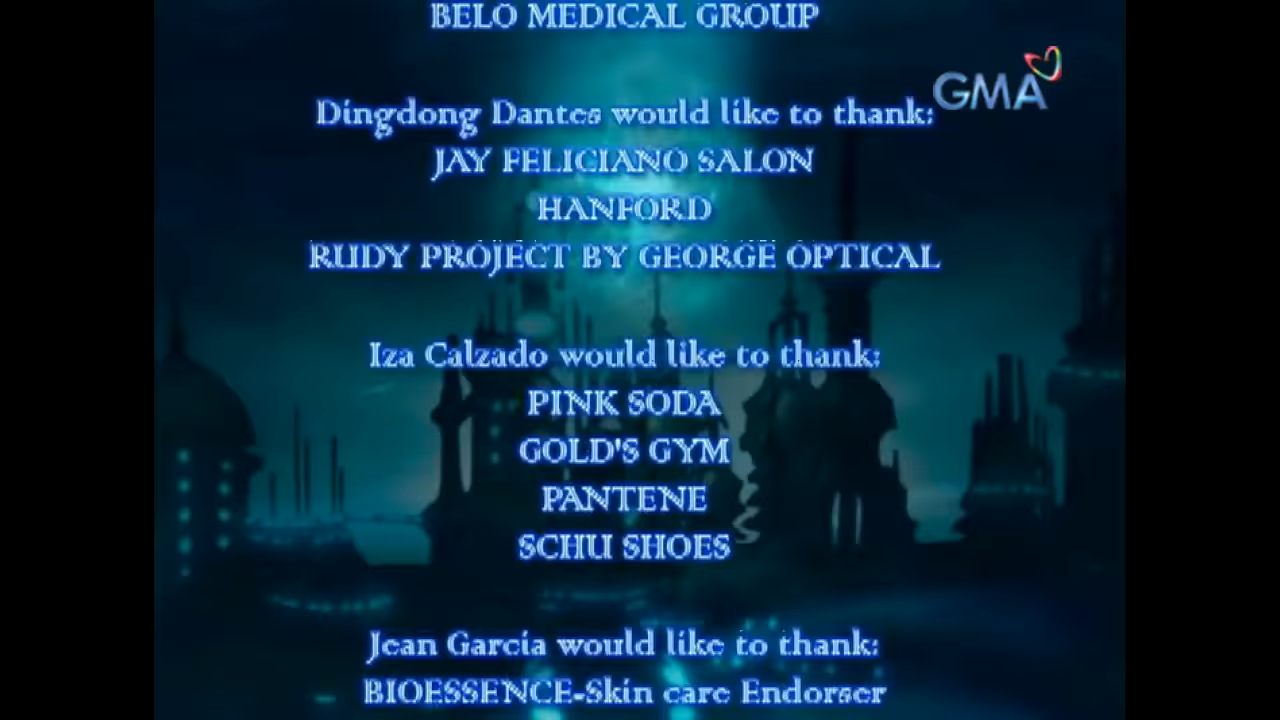 BELO MEDICAL GROUP
GMA
Dingdong Dantes would like to thank:
JAY FELICIANO SALON
HANFORD
RUDY PROJECT BY GEORGE OPTICAL
Iza Calzado would like to thank:
PINK SODA
GOLD'S GYM
PANTENE
SCHU SHOES
Jean Garcia would like to thank:
BIOESSENCE-Skin care Endorser